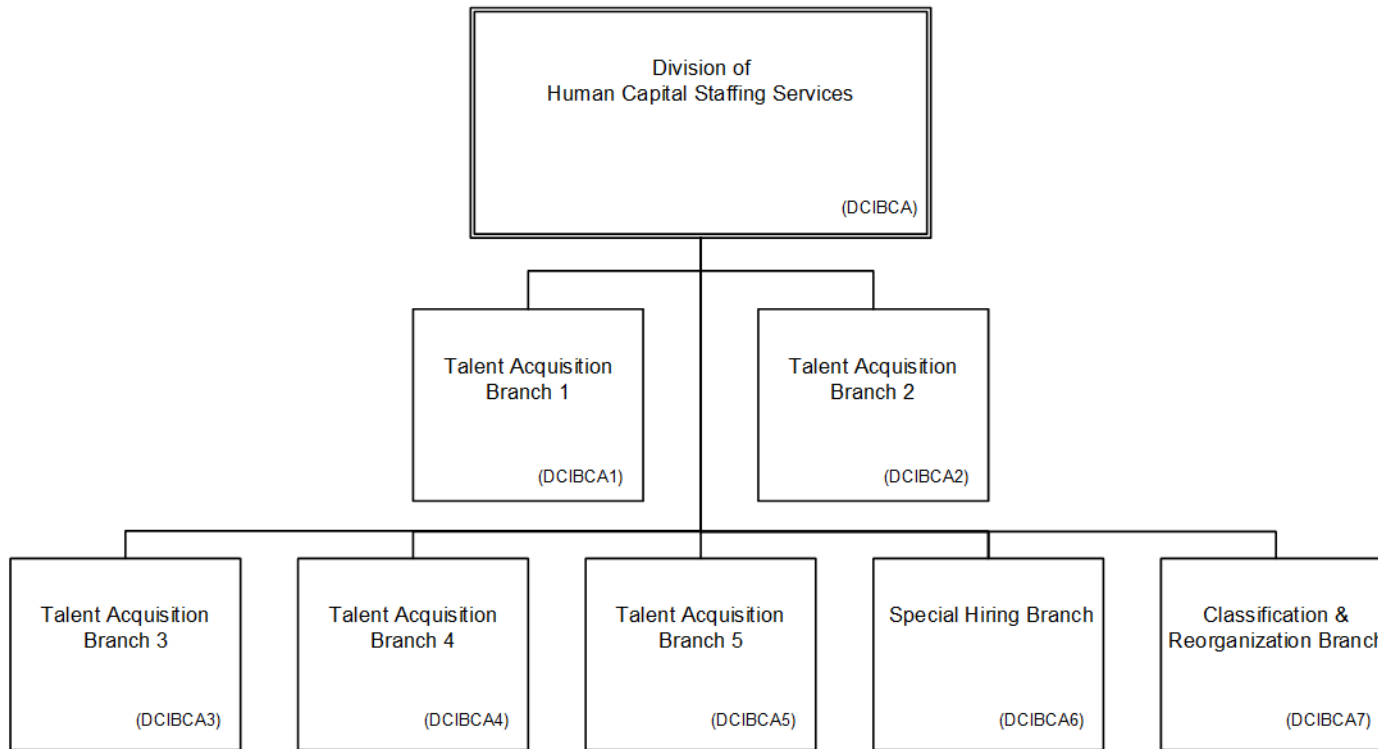 Division of
Human Capital Staffing Services
(DCIBCA)
Talent Acquisition
Branch 1
(DCIBCA1)
Talent Acquisition
Branch 2
(DCIBCA2)
Talent Acquisition
Branch 3
(DCIBCA3)
Talent Acquisition
Branch 4
(DCIBCA4)
Talent Acquisition
Branch 5
(DCIBCA5)
Special Hiring Branch
(DCIBCA6)
Classification &
Reorganization Branch
(DCIBCA7)